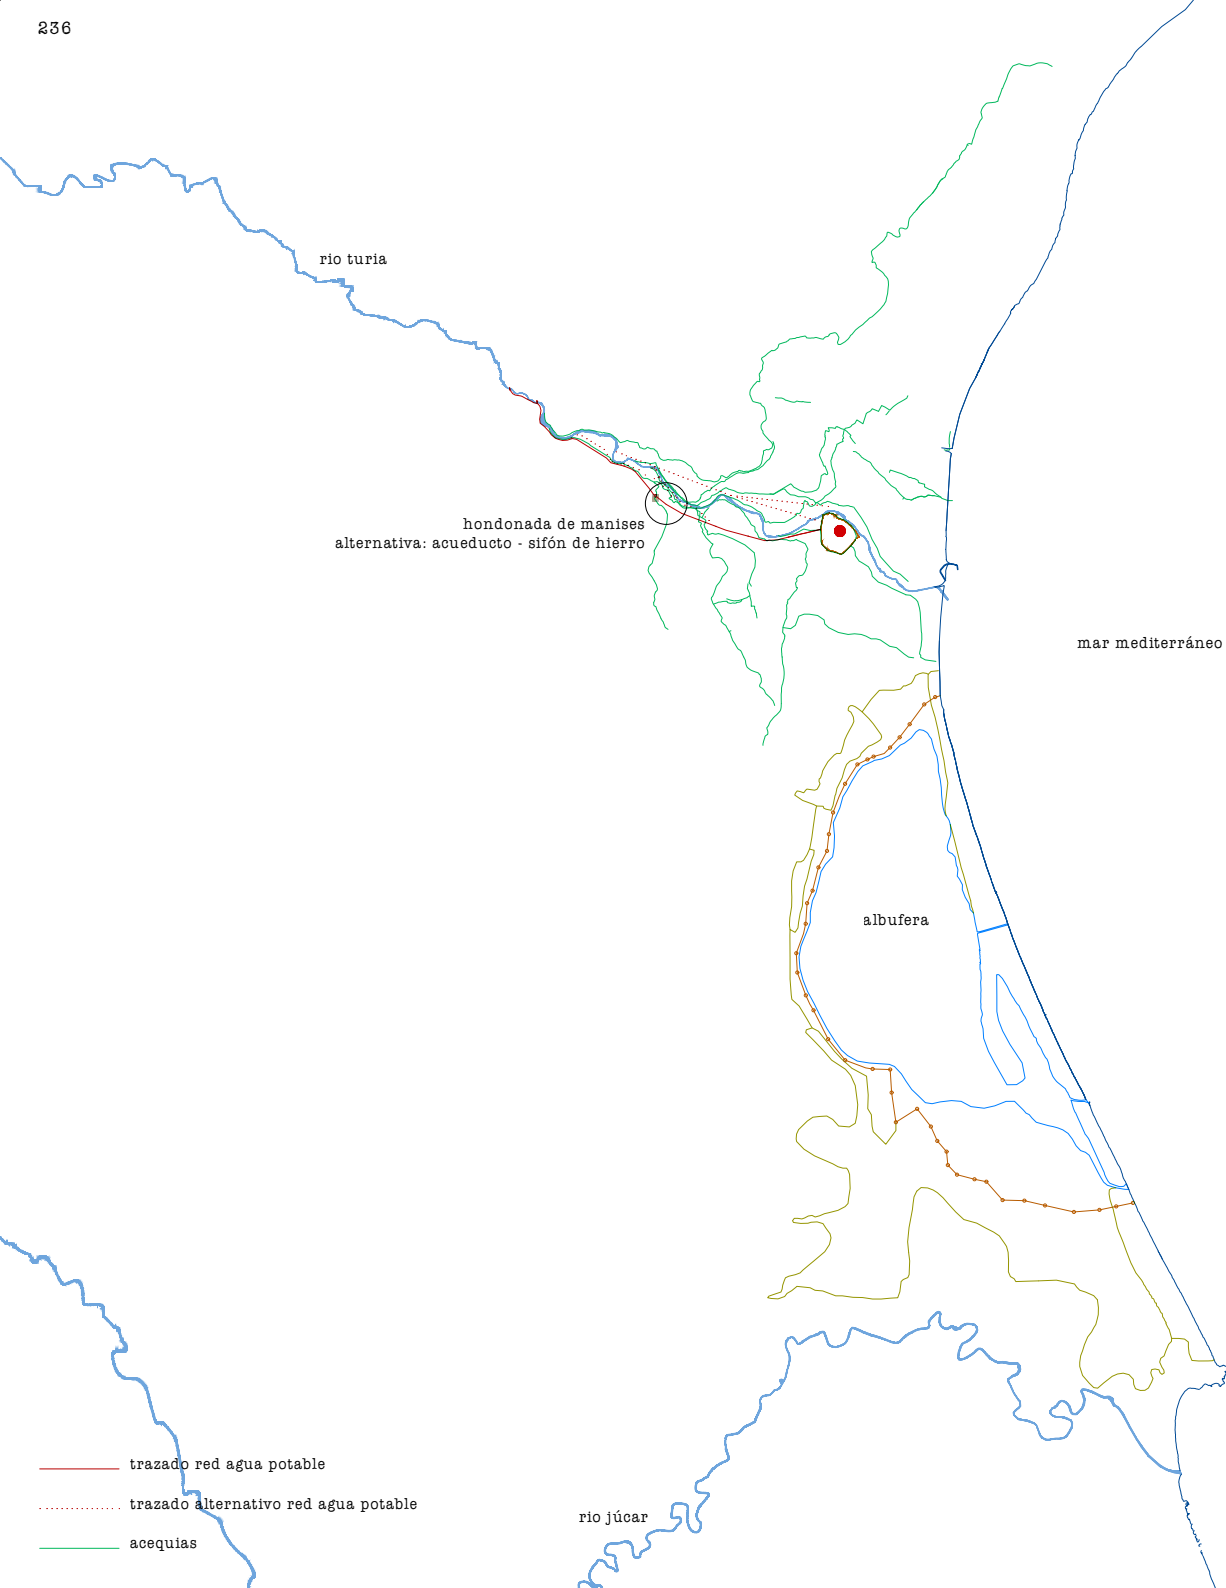 236
rio turia
hondonada de manises
alternativa: acueducto - sifón de hierro
mar mediterráneo
albufera
trazado red agua potable
trazado alternativo red agua potable
rio júcar
acequias